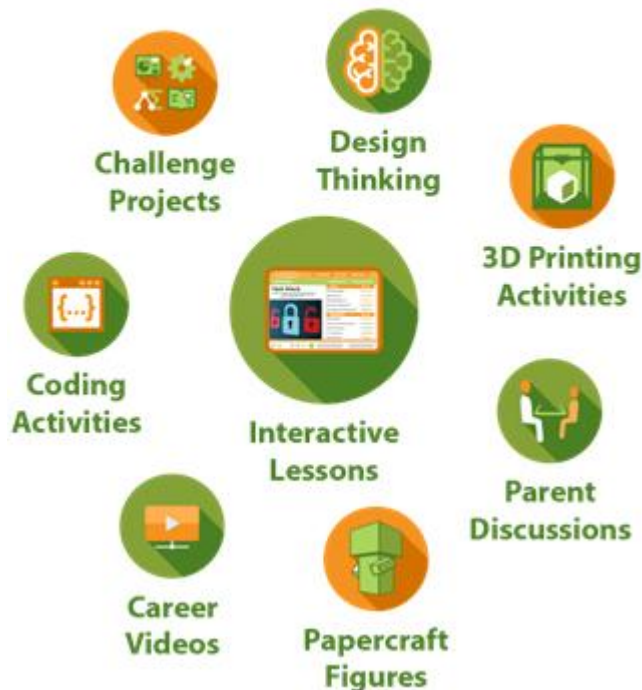 Challenge
Projects
Design
Thinking
3D Printing
Activities
{...}
Coding
Activities
Interactive
Lessons
Parent
Discussions
Career
Videos
Papercraft
Figures